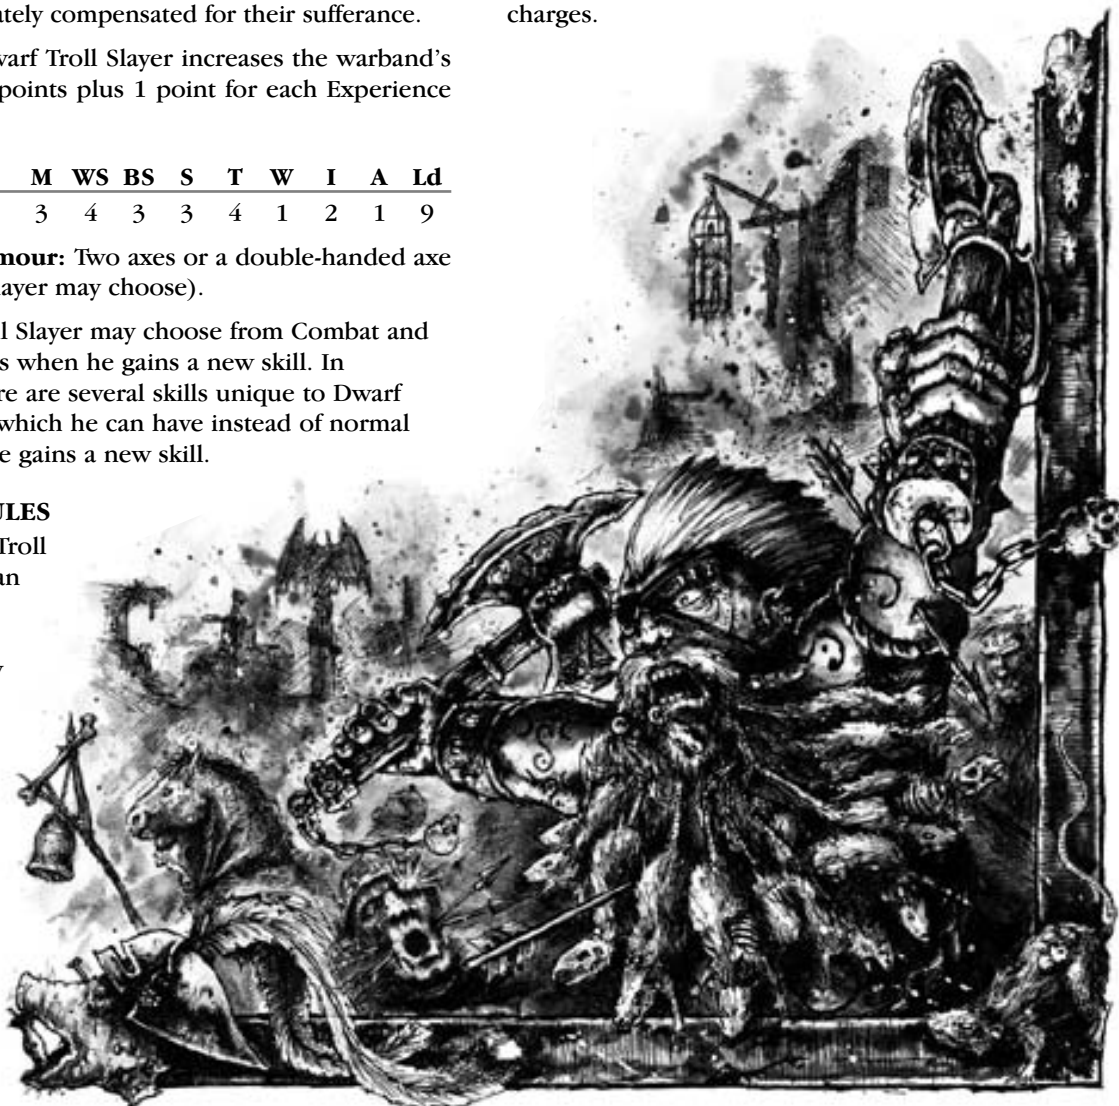 ately compensated for their sufferance.
warf Troll Slayer increases the warband's
points plus 1 point for each Experience
M WS BS S T W I A Ld
3 4 3 3 4 1 2 1 9
mour: Two axes or a double-handed axe
layer may choose).
l Slayer may choose from Combat and
s when he gains a new skill. In
re are several skills unique to Dwarf
which he can have instead of normal
e gains a new skill.
ULES
Troll
an
y
charges.